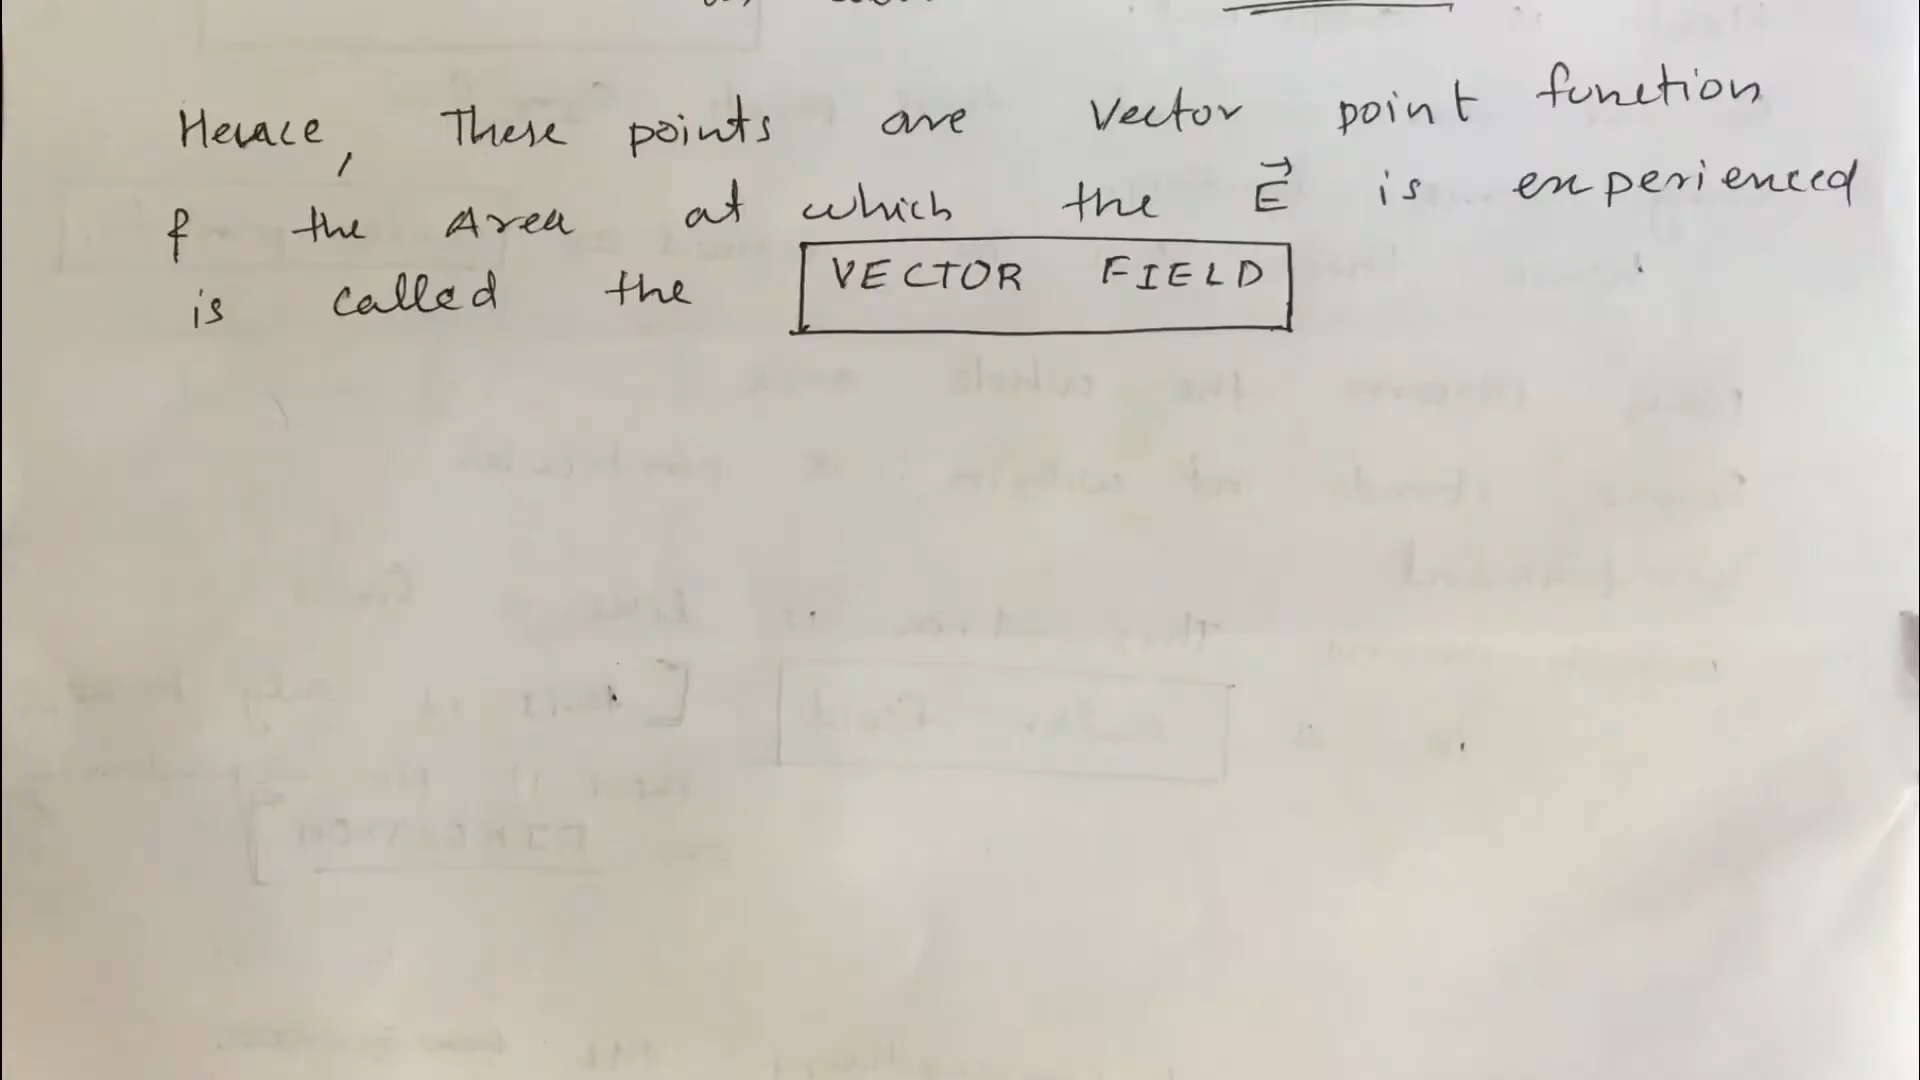 Hence, These points are Vector point function
f the Area at which the E⃗ is experienced
is called the VECTOR FIELD